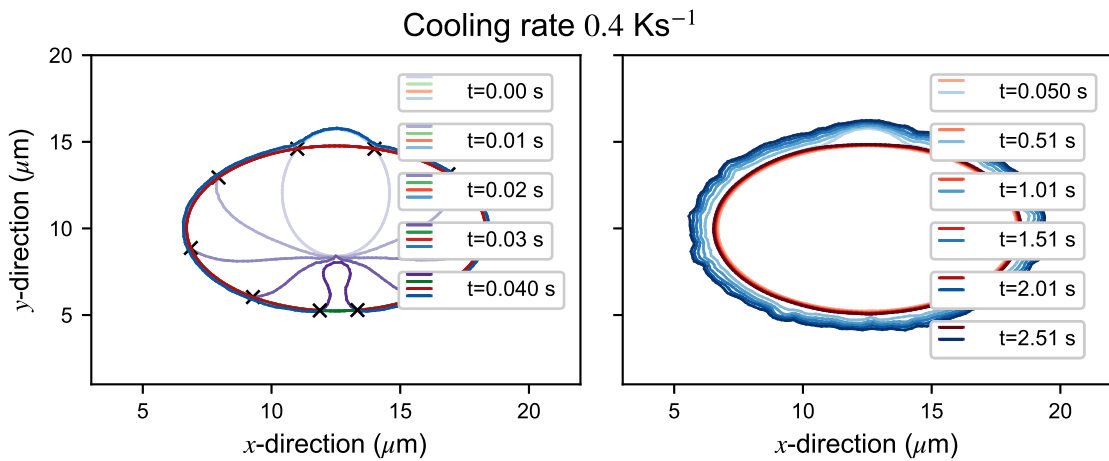 Cooling rate 0.4 Ks⁻¹
20
15
10
5
y-direction (μm)
t=0.00 s
t=0.01 s
t=0.02 s
t=0.03 s
t=0.040 s
5 10 15 20
x-direction (μm)
t=0.050 s
t=0.51 s
t=1.01 s
t=1.51 s
t=2.01 s
t=2.51 s
5 10 15 20
x-direction (μm)